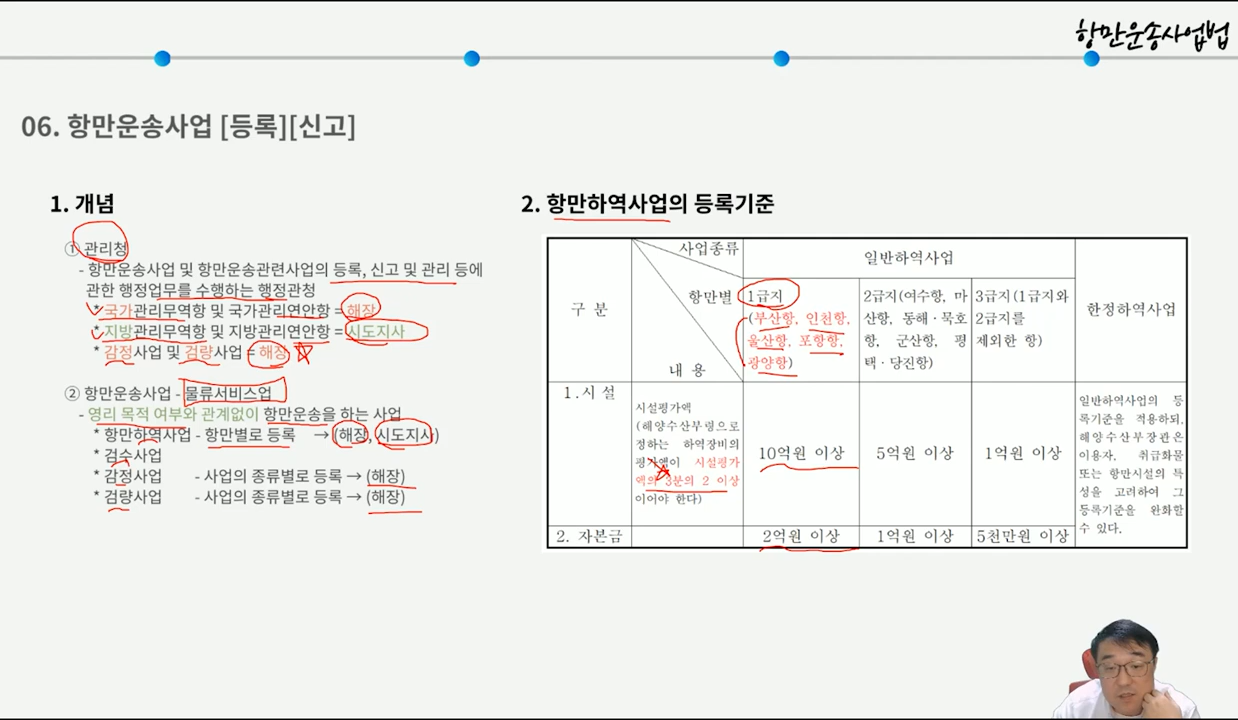 항만운송사업법
06. 항만운송사업 [등록][신고]
1. 개념
① 관리청
- 항만운송사업 및 항만운송관련사업의 등록, 신고 및 관리 등에
관한 행정업무를 수행하는 행정관청
* 국가관리무역항 및 국가관리연안항 = 해장
* 지방관리무역항 및 지방관리연안항 = 시도지사
* 감정사업 및 검량사업 = 해장
② 항만운송사업 - 물류서비스업
- 영리 목적 여부와 관계없이 항만운송을 하는 사업
* 항만하역사업 - 항만별로 등록 → (해장, 시도지사)
* 검수사업
* 감정사업 - 사업의 종류별로 등록 → (해장)
* 검량사업 - 사업의 종류별로 등록 → (해장)
2. 항만하역사업의 등록기준
구 분
사업종류
항만별
내 용
일반하역사업
한정하역사업
1급지
(부산항, 인천항,
울산항, 포항항,
광양항)
2급지(여수항, 마
산항, 동해·묵호
항, 군산항, 평
택·당진항)
3급지(1급지와
2급지를
제외한 항)
1.시 설
시설평가액
(해양수산부령으로
정하는 하역장비의
평가액이 시설평가
액의 3분의 2 이상
이어야 한다)
10억원 이상
5억원 이상
1억원 이상
일반하역사업의 등
록기준을 적용하되,
해양수산부장관은
이용자, 취급화물
또는 항만시설의 특
성을 고려하여 그
등록기준을 완화할
수 있다.
2. 자본금
2억원 이상
1억원 이상
5천만원 이상